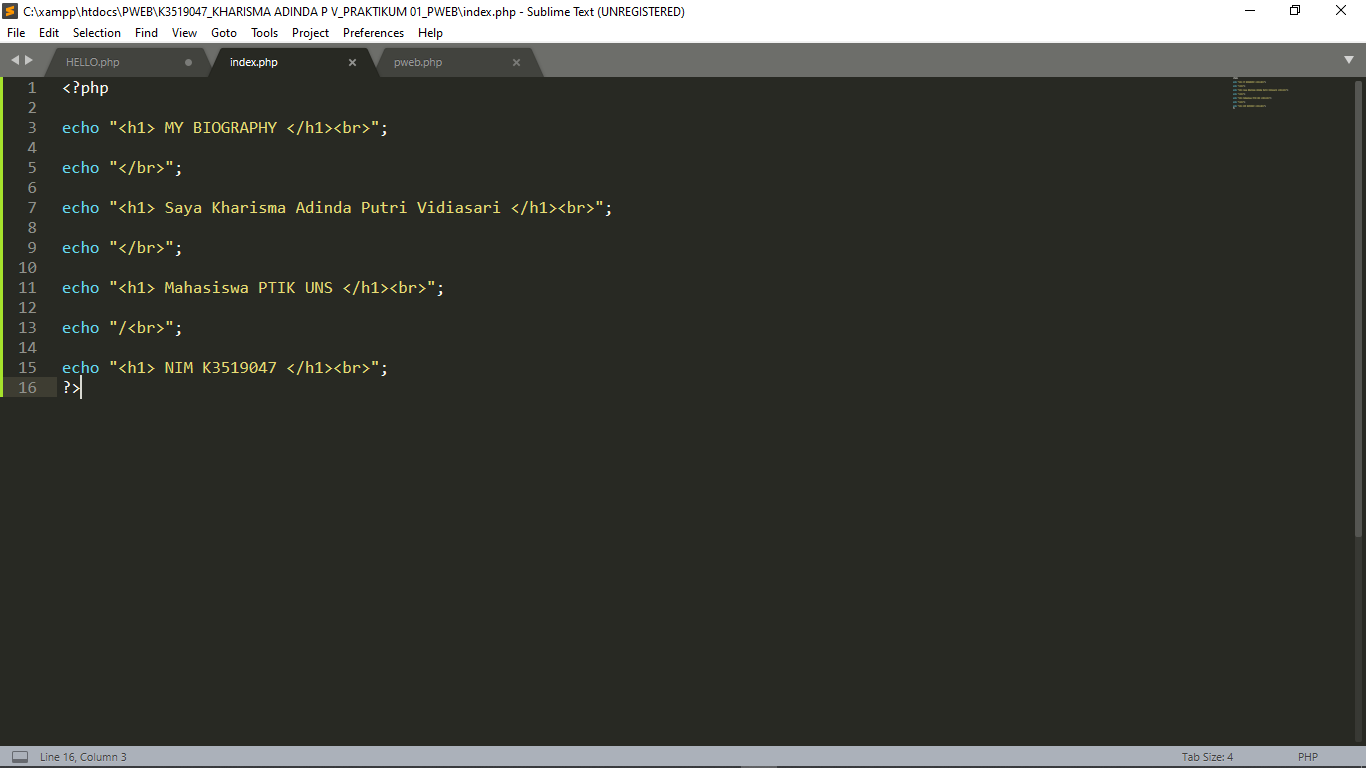 C:\xampp\htdocs\PWEB\K3519047_KHARISMA ADINDA P V_PRAKTIKUM 01_PWEB\index.php - Sublime Text (UNREGISTERED)
File Edit Selection Find View Goto Tools Project Preferences Help
HELLO.php index.php pweb.php
1 <?php
2
3 echo "<h1> MY BIOGRAPHY </h1><br>";
4
5 echo "</br>";
6
7 echo "<h1> Saya Kharisma Adinda Putri Vidiasari </h1><br>";
8
9 echo "</br>";
10
11 echo "<h1> Mahasiswa PTIK UNS </h1><br>";
12
13 echo "/<br>";
14
15 echo "<h1> NIM K3519047 </h1><br>";
16 ?>
Line 16, Column 3 Tab Size: 4 PHP